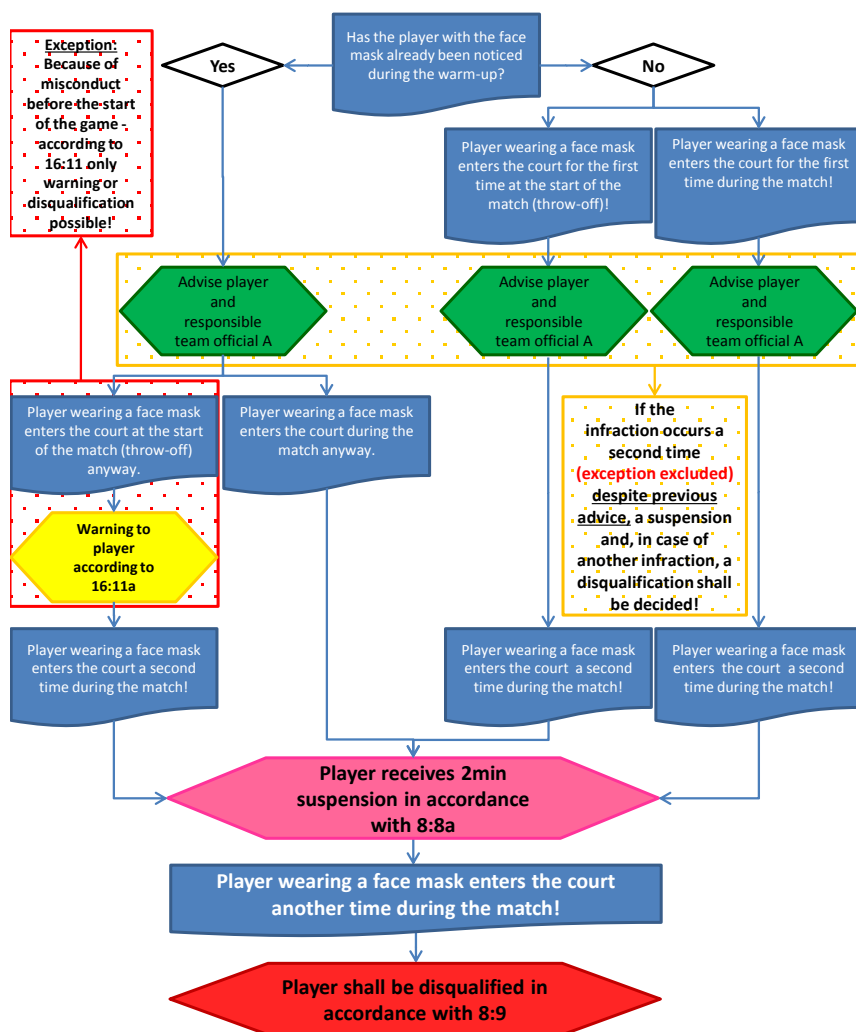 Exception:
Because of
misconduct
before the start
of the game -
according to
16:11 only
warning or
disqualification
possible!
Yes
Has the player with the face
mask already been noticed
during the warm-up?
No
Player wearing a face mask
enters the court for the first
time at the start of the
match (throw-off)!
Player wearing a face mask
enters the court for the first
time during the match!
Advise player
and
responsible
team official A
Advise player
and
responsible
team official A
Advise player
and
responsible
team official A
Player wearing a face mask
enters the court at the start
of the match (throw-off)
anyway.
Player wearing a face mask
enters the court during the
match anyway.
If the
infraction occurs a
second time
(exception excluded)
despite previous
advice, a suspension
and, in case of
another infraction, a
disqualification shall
be decided!
Warning to
player
according to
16:11a
Player wearing a face mask
enters the court a second
time during the match!
Player wearing a face mask
enters the court a second
time during the match!
Player wearing a face mask
enters the court a second
time during the match!
Player receives 2min
suspension in accordance
with 8:8a
Player wearing a face mask enters the court
another time during the match!
Player shall be disqualified in
accordance with 8:9